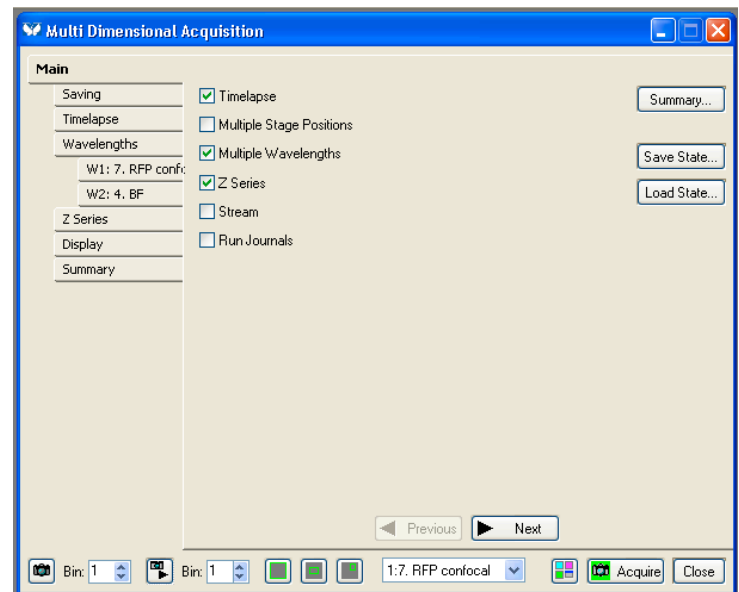 Multi Dimensional Acquisition
Main
Saving
Timelapse
Wavelengths
W1: 7. RFP confo
W2: 4. BF
Z Series
Display
Summary
Timelapse
Multiple Stage Positions
Multiple Wavelengths
Z Series
Stream
Run Journals
Summary...
Save State...
Load State...
Previous
Next
Bin: 1
Bin: 1
1:7. RFP confocal
Acquire
Close